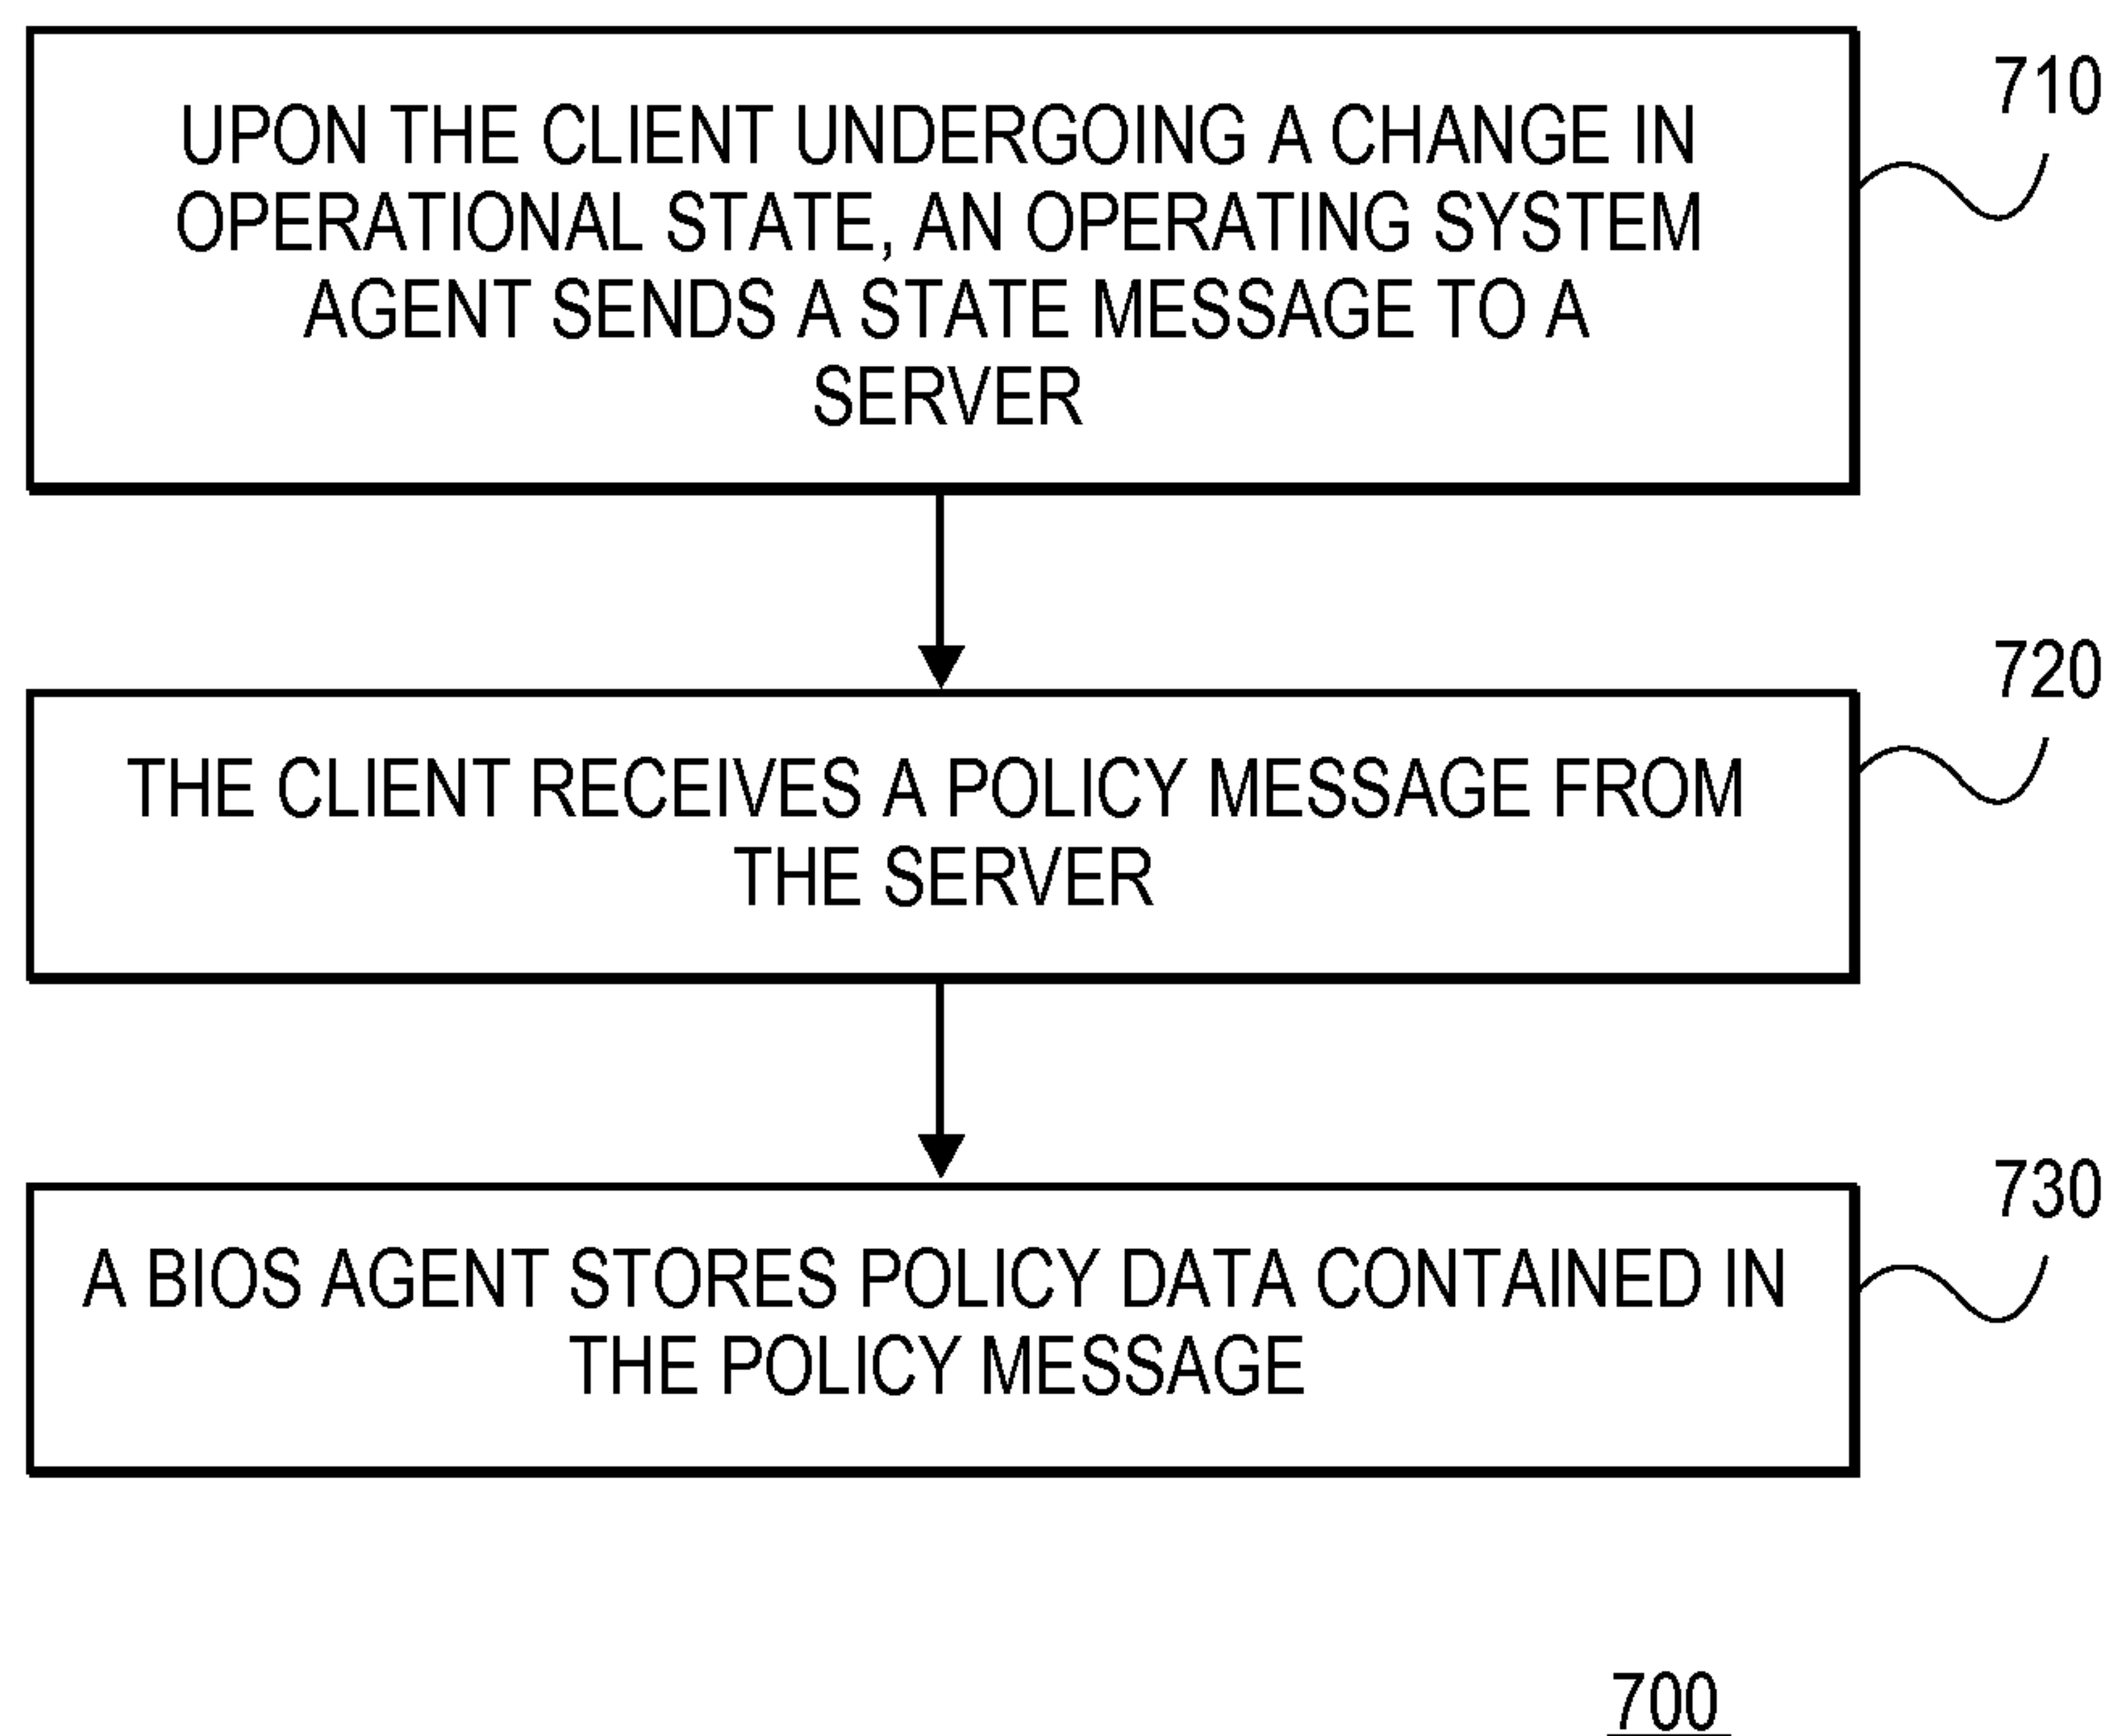 UPON THE CLIENT UNDERGOING A CHANGE IN
OPERATIONAL STATE, AN OPERATING SYSTEM
AGENT SENDS A STATE MESSAGE TO A
SERVER
710
THE CLIENT RECEIVES A POLICY MESSAGE FROM
THE SERVER
720
A BIOS AGENT STORES POLICY DATA CONTAINED IN
THE POLICY MESSAGE
730
700